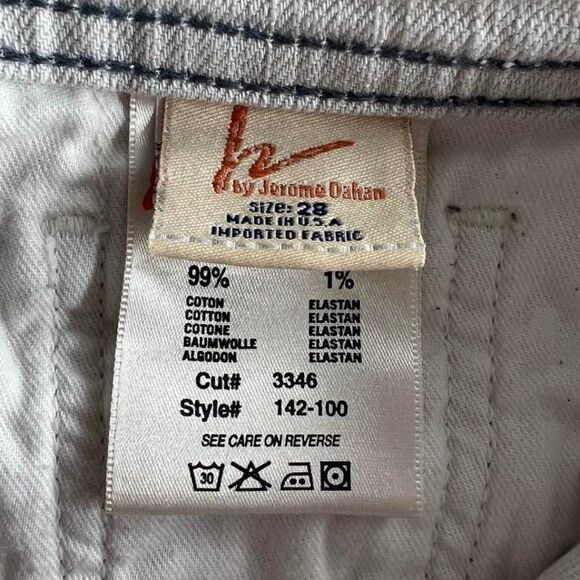 by Jerome Dahan
SIZE: 28
MADE IN U.S.A
IMPORTED FABRIC
99% 1%
COTON ELASTAN
COTTON ELASTAN
COTONE ELASTAN
BAUMWOLLE ELASTAN
ALGODON ELASTAN
Cut# 3346
Style# 142-100
SEE CARE ON REVERSE
30